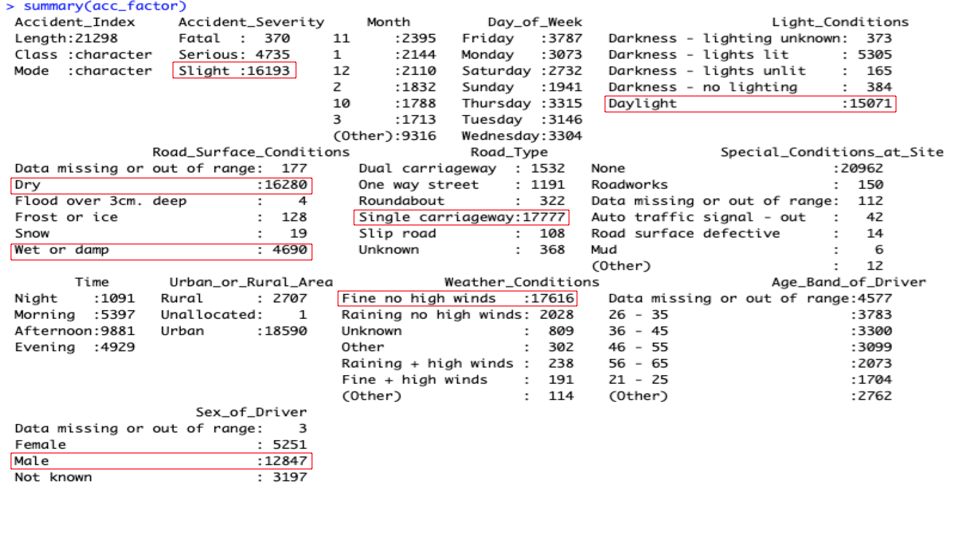 > summary(acc_factor)
Accident_Index Accident_Severity Month Day_of_Week Light_Conditions
Length:21298 Fatal : 370 11 :2395 Friday :3787 Darkness - lighting unknown: 373
Class :character Serious: 4735 1 :2144 Monday :3073 Darkness - lights lit : 5305
Mode :character Slight :16193 12 :2110 Saturday :2732 Darkness - lights unlit : 165
2 :1832 Sunday :1941 Darkness - no lighting : 384
10 :1788 Thursday :3315 Daylight :15071
3 :1713 Tuesday :3146
(Other):9316 Wednesday:3304
Road_Surface_Conditions Road_Type Special_Conditions_at_Site
Data missing or out of range: 177 Dual carriageway : 1532 None :20962
Dry :16280 One way street : 1191 Roadworks : 150
Flood over 3cm. deep : 4 Roundabout : 322 Data missing or out of range: 112
Frost or ice : 128 Single carriageway:17777 Auto traffic signal - out : 42
Snow : 19 Slip road : 108 Road surface defective : 14
Wet or damp : 4690 Unknown : 368 Mud : 6
(Other) : 12
Time Urban_or_Rural_Area Weather_Conditions Age_Band_of_Driver
Night :1091 Rural : 2707 Fine no high winds :17616 Data missing or out of range:4577
Morning :5397 Unallocated: 1 Raining no high winds: 2028 26 - 35 :3783
Afternoon:9881 Urban :18590 Unknown : 809 36 - 45 :3300
Evening :4929 Other : 302 46 - 55 :3099
Raining + high winds : 238 56 - 65 :2073
Fine + high winds : 191 21 - 25 :1704
(Other) : 114 (Other) :2762
Sex_of_Driver
Data missing or out of range: 3
Female : 5251
Male :12847
Not known : 3197